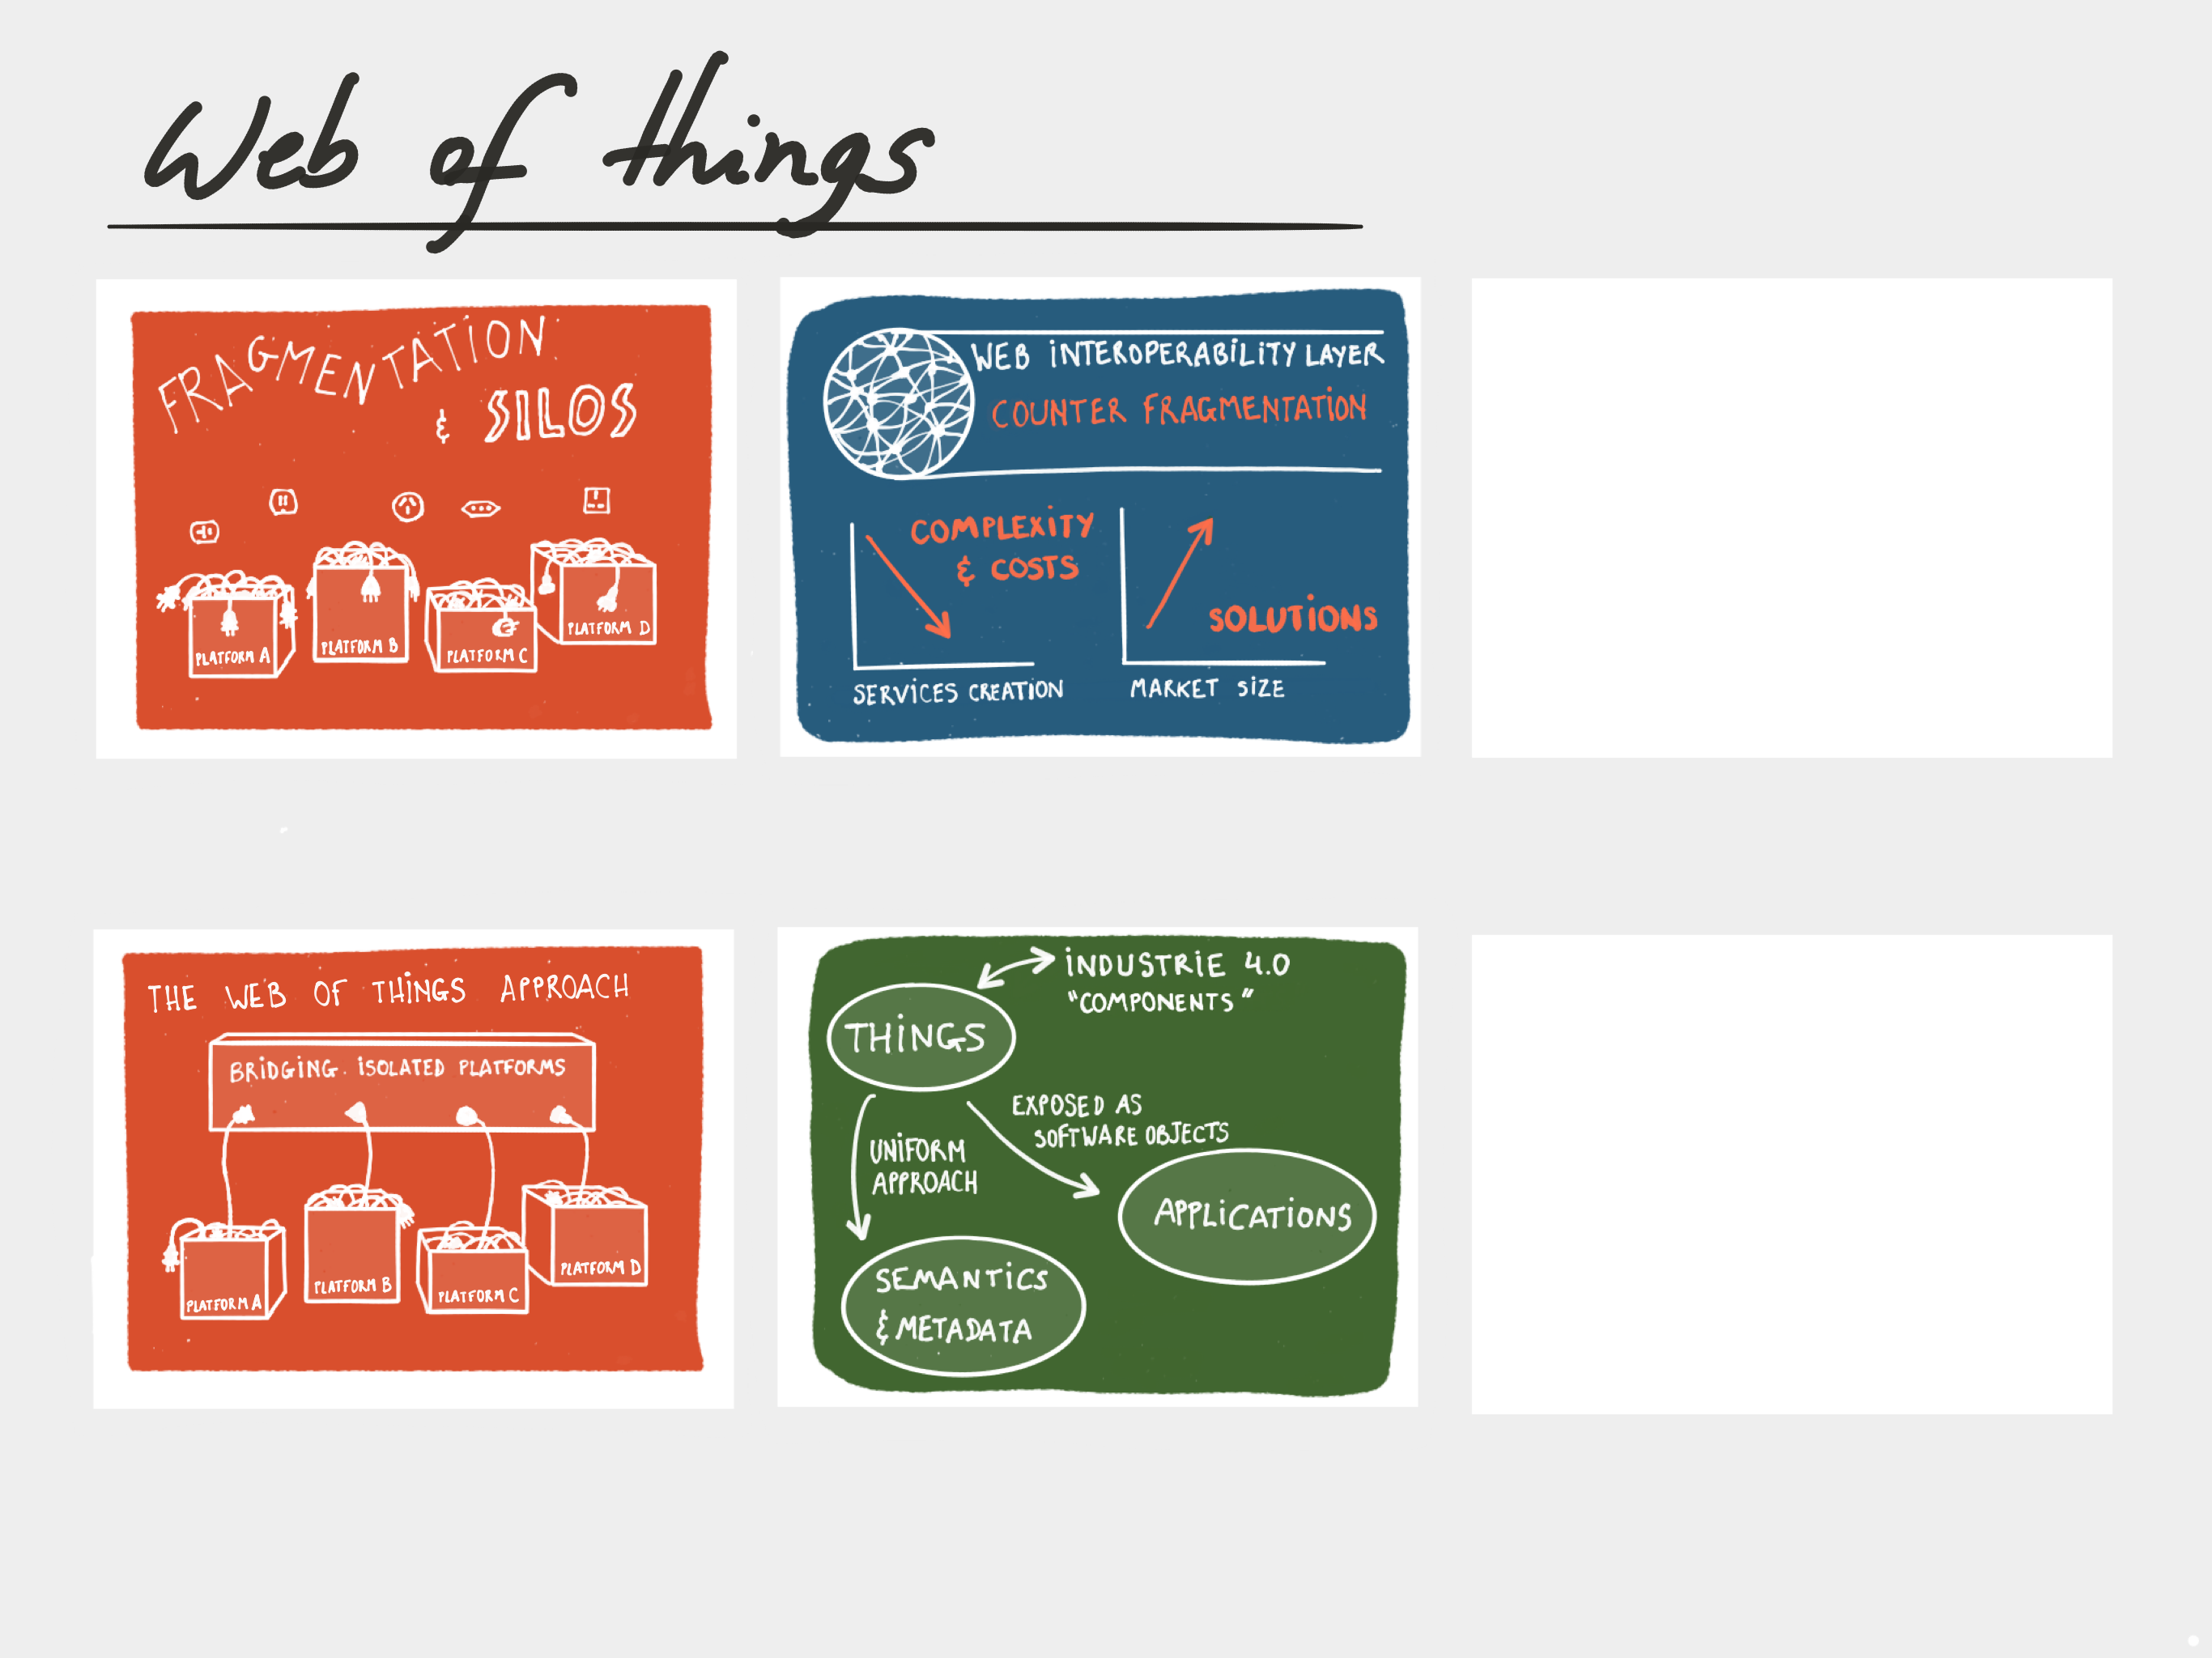 Web of things
FRAGMENTATION
& SILOS
PLATFORM A
PLATFORM B
PLATFORM C
PLATFORM D
WEB INTEROPERABILITY LAYER
COUNTER FRAGMENTATION
COMPLEXITY
& COSTS
SERVICES CREATION
SOLUTIONS
MARKET SIZE
THE WEB OF THINGS APPROACH
BRIDGING ISOLATED PLATFORMS
PLATFORM A
PLATFORM B
PLATFORM C
PLATFORM D
INDUSTRIE 4.0
"COMPONENTS"
THINGS
EXPOSED AS
SOFTWARE OBJECTS
UNIFORM
APPROACH
APPLICATIONS
SEMANTICS
& METADATA